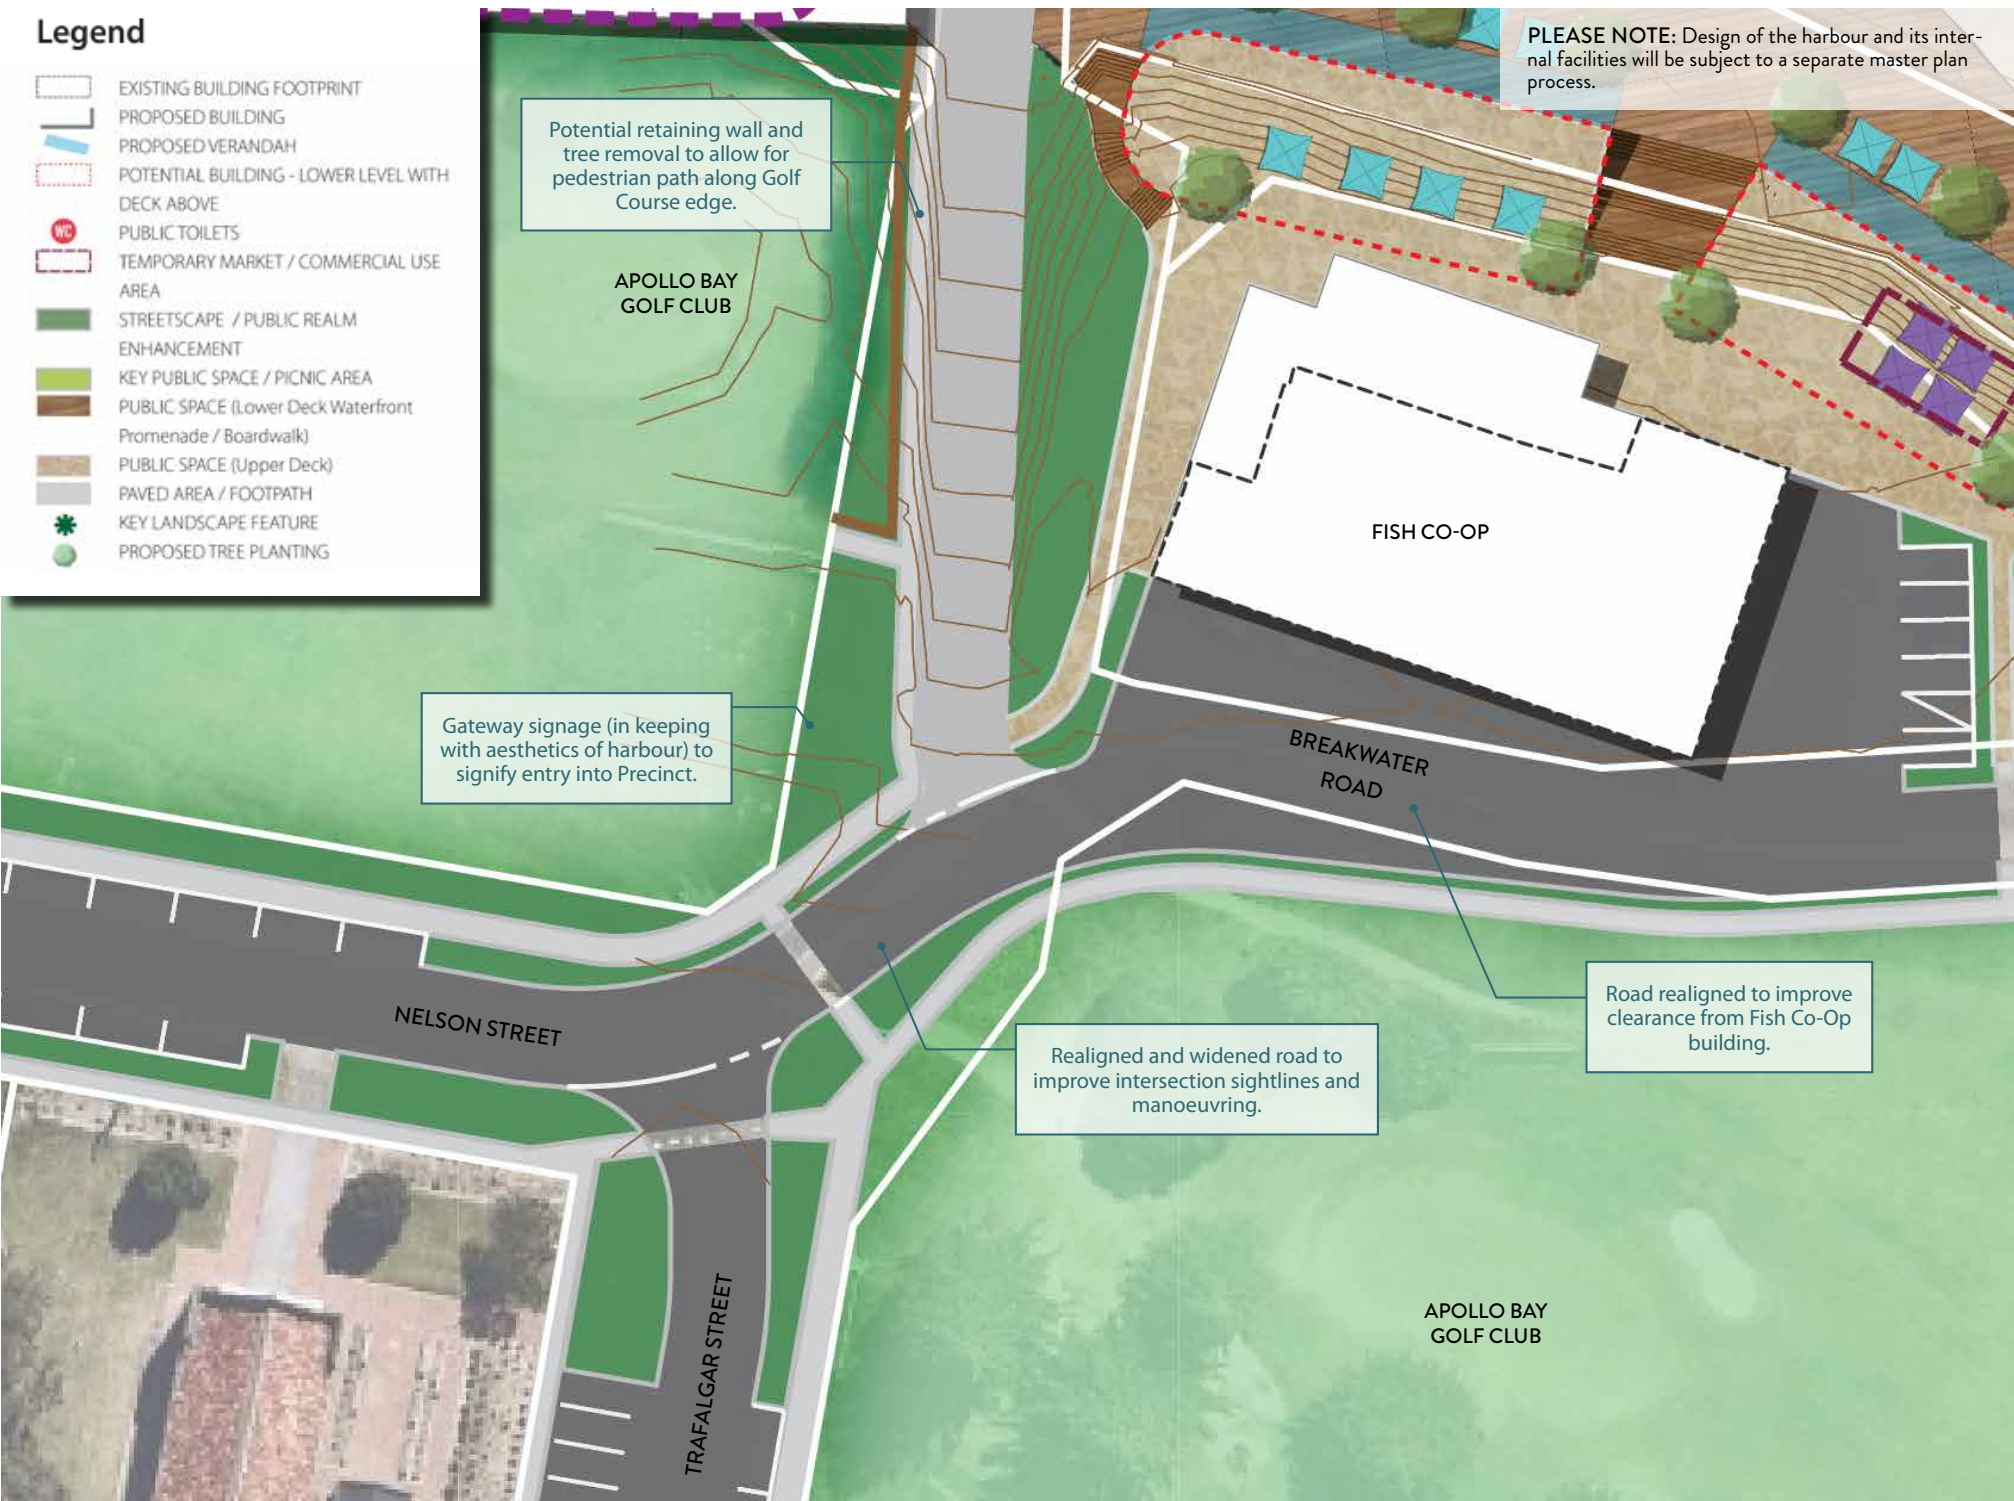 Legend
EXISTING BUILDING FOOTPRINT
PROPOSED BUILDING
PROPOSED VERANDAH
POTENTIAL BUILDING - LOWER LEVEL WITH
DECK ABOVE
WC
PUBLIC TOILETS
TEMPORARY MARKET / COMMERCIAL USE
AREA
STREETSCAPE / PUBLIC REALM
ENHANCEMENT
KEY PUBLIC SPACE / PICNIC AREA
PUBLIC SPACE (Lower Deck Waterfront
Promenade / Boardwalk)
PUBLIC SPACE (Upper Deck)
PAVED AREA / FOOTPATH
KEY LANDSCAPE FEATURE
PROPOSED TREE PLANTING
PLEASE NOTE: Design of the harbour and its inter-
nal facilities will be subject to a separate master plan
process.
Potential retaining wall and
tree removal to allow for
pedestrian path along Golf
Course edge.
APOLLO BAY
GOLF CLUB
FISH CO-OP
Gateway signage (in keeping
with aesthetics of harbour) to
signify entry into Precinct.
BREAKWATER
ROAD
NELSON STREET
Road realigned to improve
clearance from Fish Co-Op
building.
Realigned and widened road to
improve intersection sightlines and
manoeuvring.
TRAFALGAR STREET
APOLLO BAY
GOLF CLUB